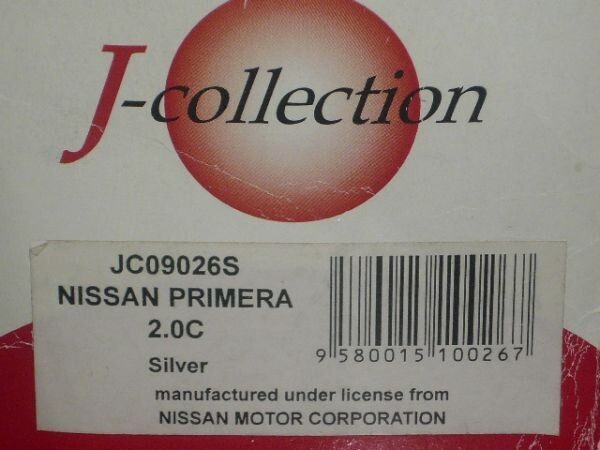 J-collection
JC09026S
NISSAN PRIMERA
2.0C
Silver
9 580015 100267
manufactured under license from
NISSAN MOTOR CORPORATION